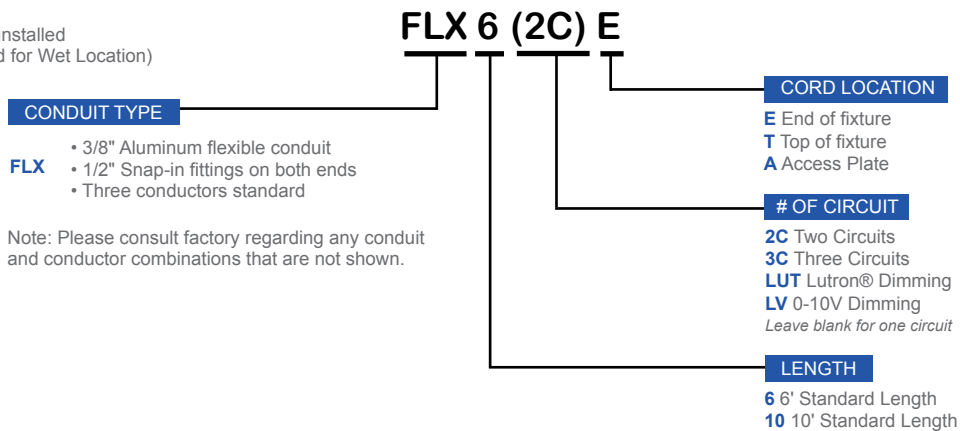 FLX 6 (2C) E
nstalled
d for Wet Location)
CONDUIT TYPE
FLX
• 3/8" Aluminum flexible conduit
• 1/2" Snap-in fittings on both ends
• Three conductors standard
Note: Please consult factory regarding any conduit
and conductor combinations that are not shown.
CORD LOCATION
E End of fixture
T Top of fixture
A Access Plate
# OF CIRCUIT
2C Two Circuits
3C Three Circuits
LUT Lutron® Dimming
LV 0-10V Dimming
Leave blank for one circuit
LENGTH
6 6' Standard Length
10 10' Standard Length